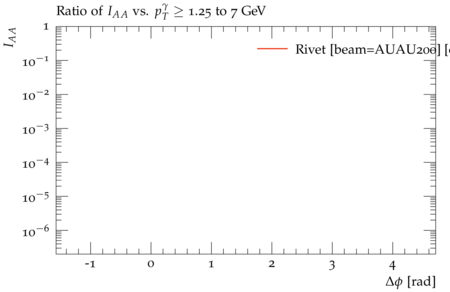 Ratio of I_AA vs. p_T^γ ≥ 1.25 to 7 GeV
I_AA
Rivet [beam=AUAU200] [
1
10⁻¹
10⁻²
10⁻³
10⁻⁴
10⁻⁵
10⁻⁶
-1 0 1 2 3 4
Δϕ [rad]